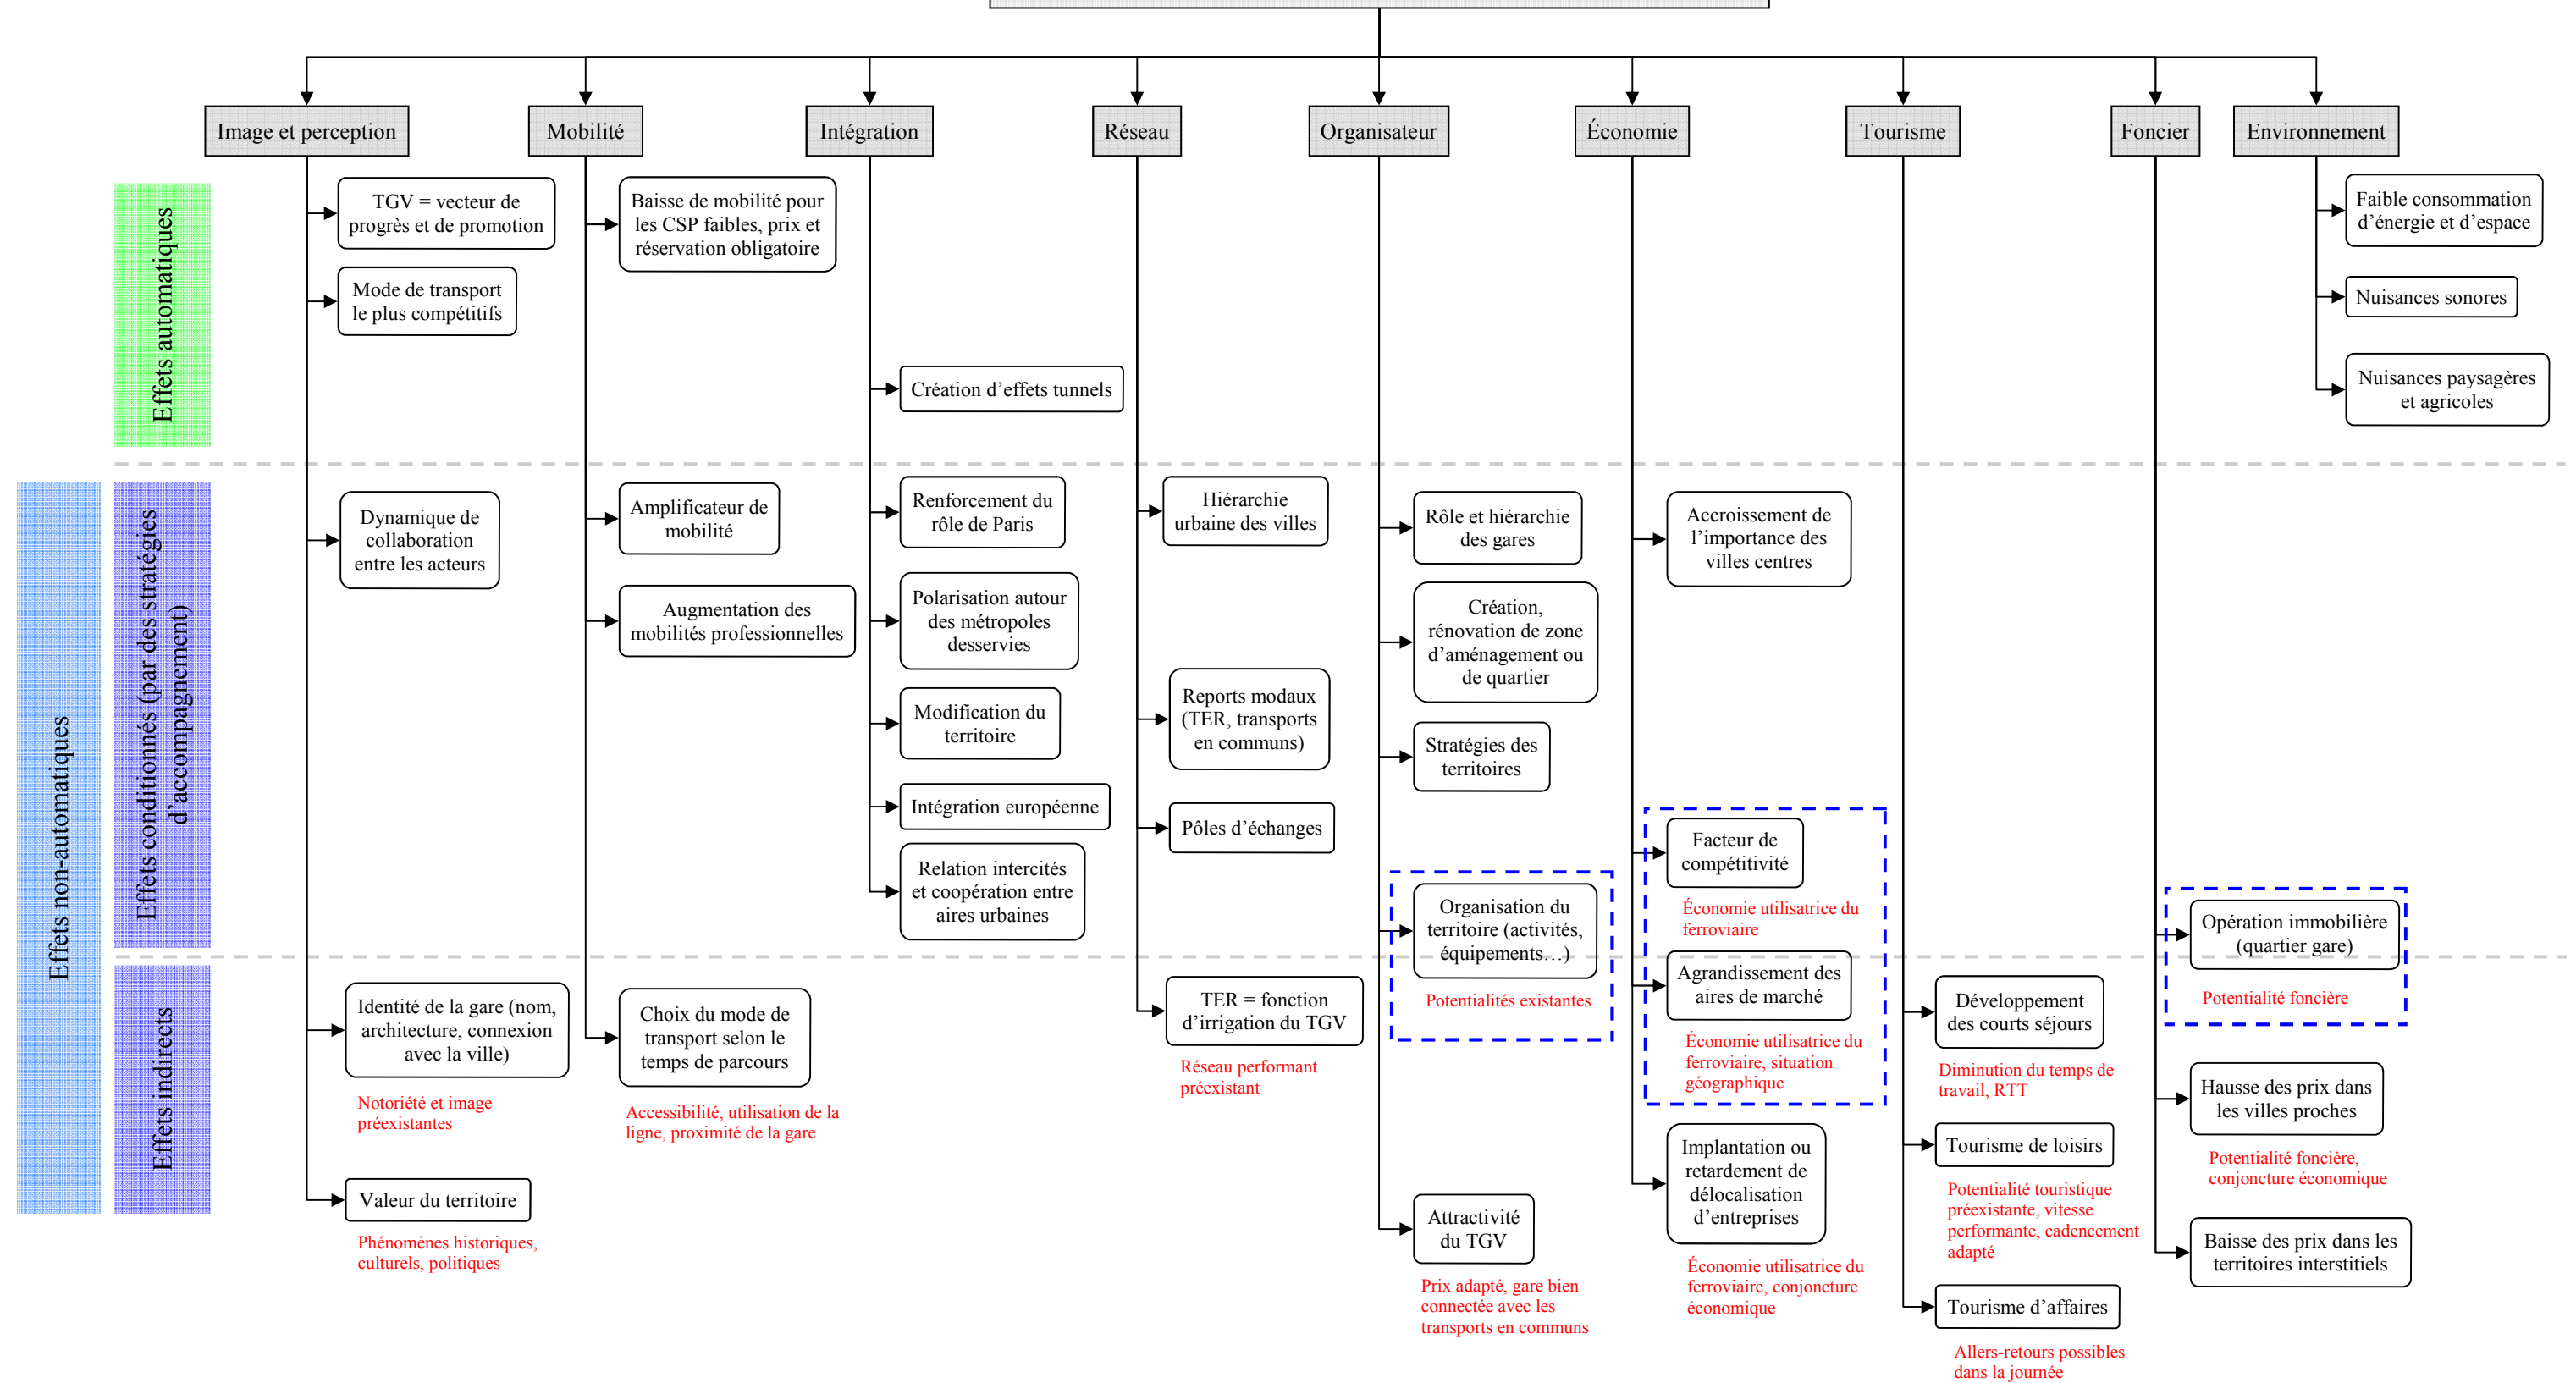 Image et perception
Mobilité
Intégration
Réseau
Organisateur
Économie
Tourisme
Foncier
Environnement
Effets automatiques
Effets non-automatiques
Effets conditionnés (par des stratégies
d’accompagnement)
Effets indirects
TGV = vecteur de
progrès et de promotion
Mode de transport
le plus compétitifs
Dynamique de
collaboration
entre les acteurs
Identité de la gare (nom,
architecture, connexion
avec la ville)
Notoriété et image
préexistantes
Valeur du territoire
Phénomènes historiques,
culturels, politiques
Baisse de mobilité pour
les CSP faibles, prix et
réservation obligatoire
Amplificateur de
mobilité
Augmentation des
mobilités professionnelles
Choix du mode de
transport selon le
temps de parcours
Accessibilité, utilisation de la
ligne, proximité de la gare
Création d’effets tunnels
Renforcement du
rôle de Paris
Polarisation autour
des métropoles
desservies
Modification du
territoire
Intégration européenne
Relation intercités
et coopération entre
aires urbaines
Hiérarchie
urbaine des villes
Reports modaux
(TER, transports
en communs)
Pôles d’échanges
TER = fonction
d’irrigation du TGV
Réseau performant
préexistant
Rôle et hiérarchie
des gares
Création,
rénovation de zone
d’aménagement ou
de quartier
Stratégies des
territoires
Organisation du
territoire (activités,
équipements…)
Potentialités existantes
Attractivité
du TGV
Prix adapté, gare bien
connectée avec les
transports en communs
Accroissement de
l’importance des
villes centres
Facteur de
compétitivité
Économie utilisatrice du
ferroviaire
Agrandissement des
aires de marché
Économie utilisatrice du
ferroviaire, situation
géographique
Implantation ou
retardement de
délocalisation
d’entreprises
Économie utilisatrice du
ferroviaire, conjoncture
économique
Développement
des courts séjours
Diminution du temps de
travail, RTT
Tourisme de loisirs
Potentialité touristique
préexistante, vitesse
performante, cadencement
adapté
Tourisme d’affaires
Allers-retours possibles
dans la journée
Opération immobilière
(quartier gare)
Potentialité foncière
Hausse des prix dans
les villes proches
Potentialité foncière,
conjoncture économique
Baisse des prix dans les
territoires interstitiels
Faible consommation
d’énergie et d’espace
Nuisances sonores
Nuisances paysagères
et agricoles